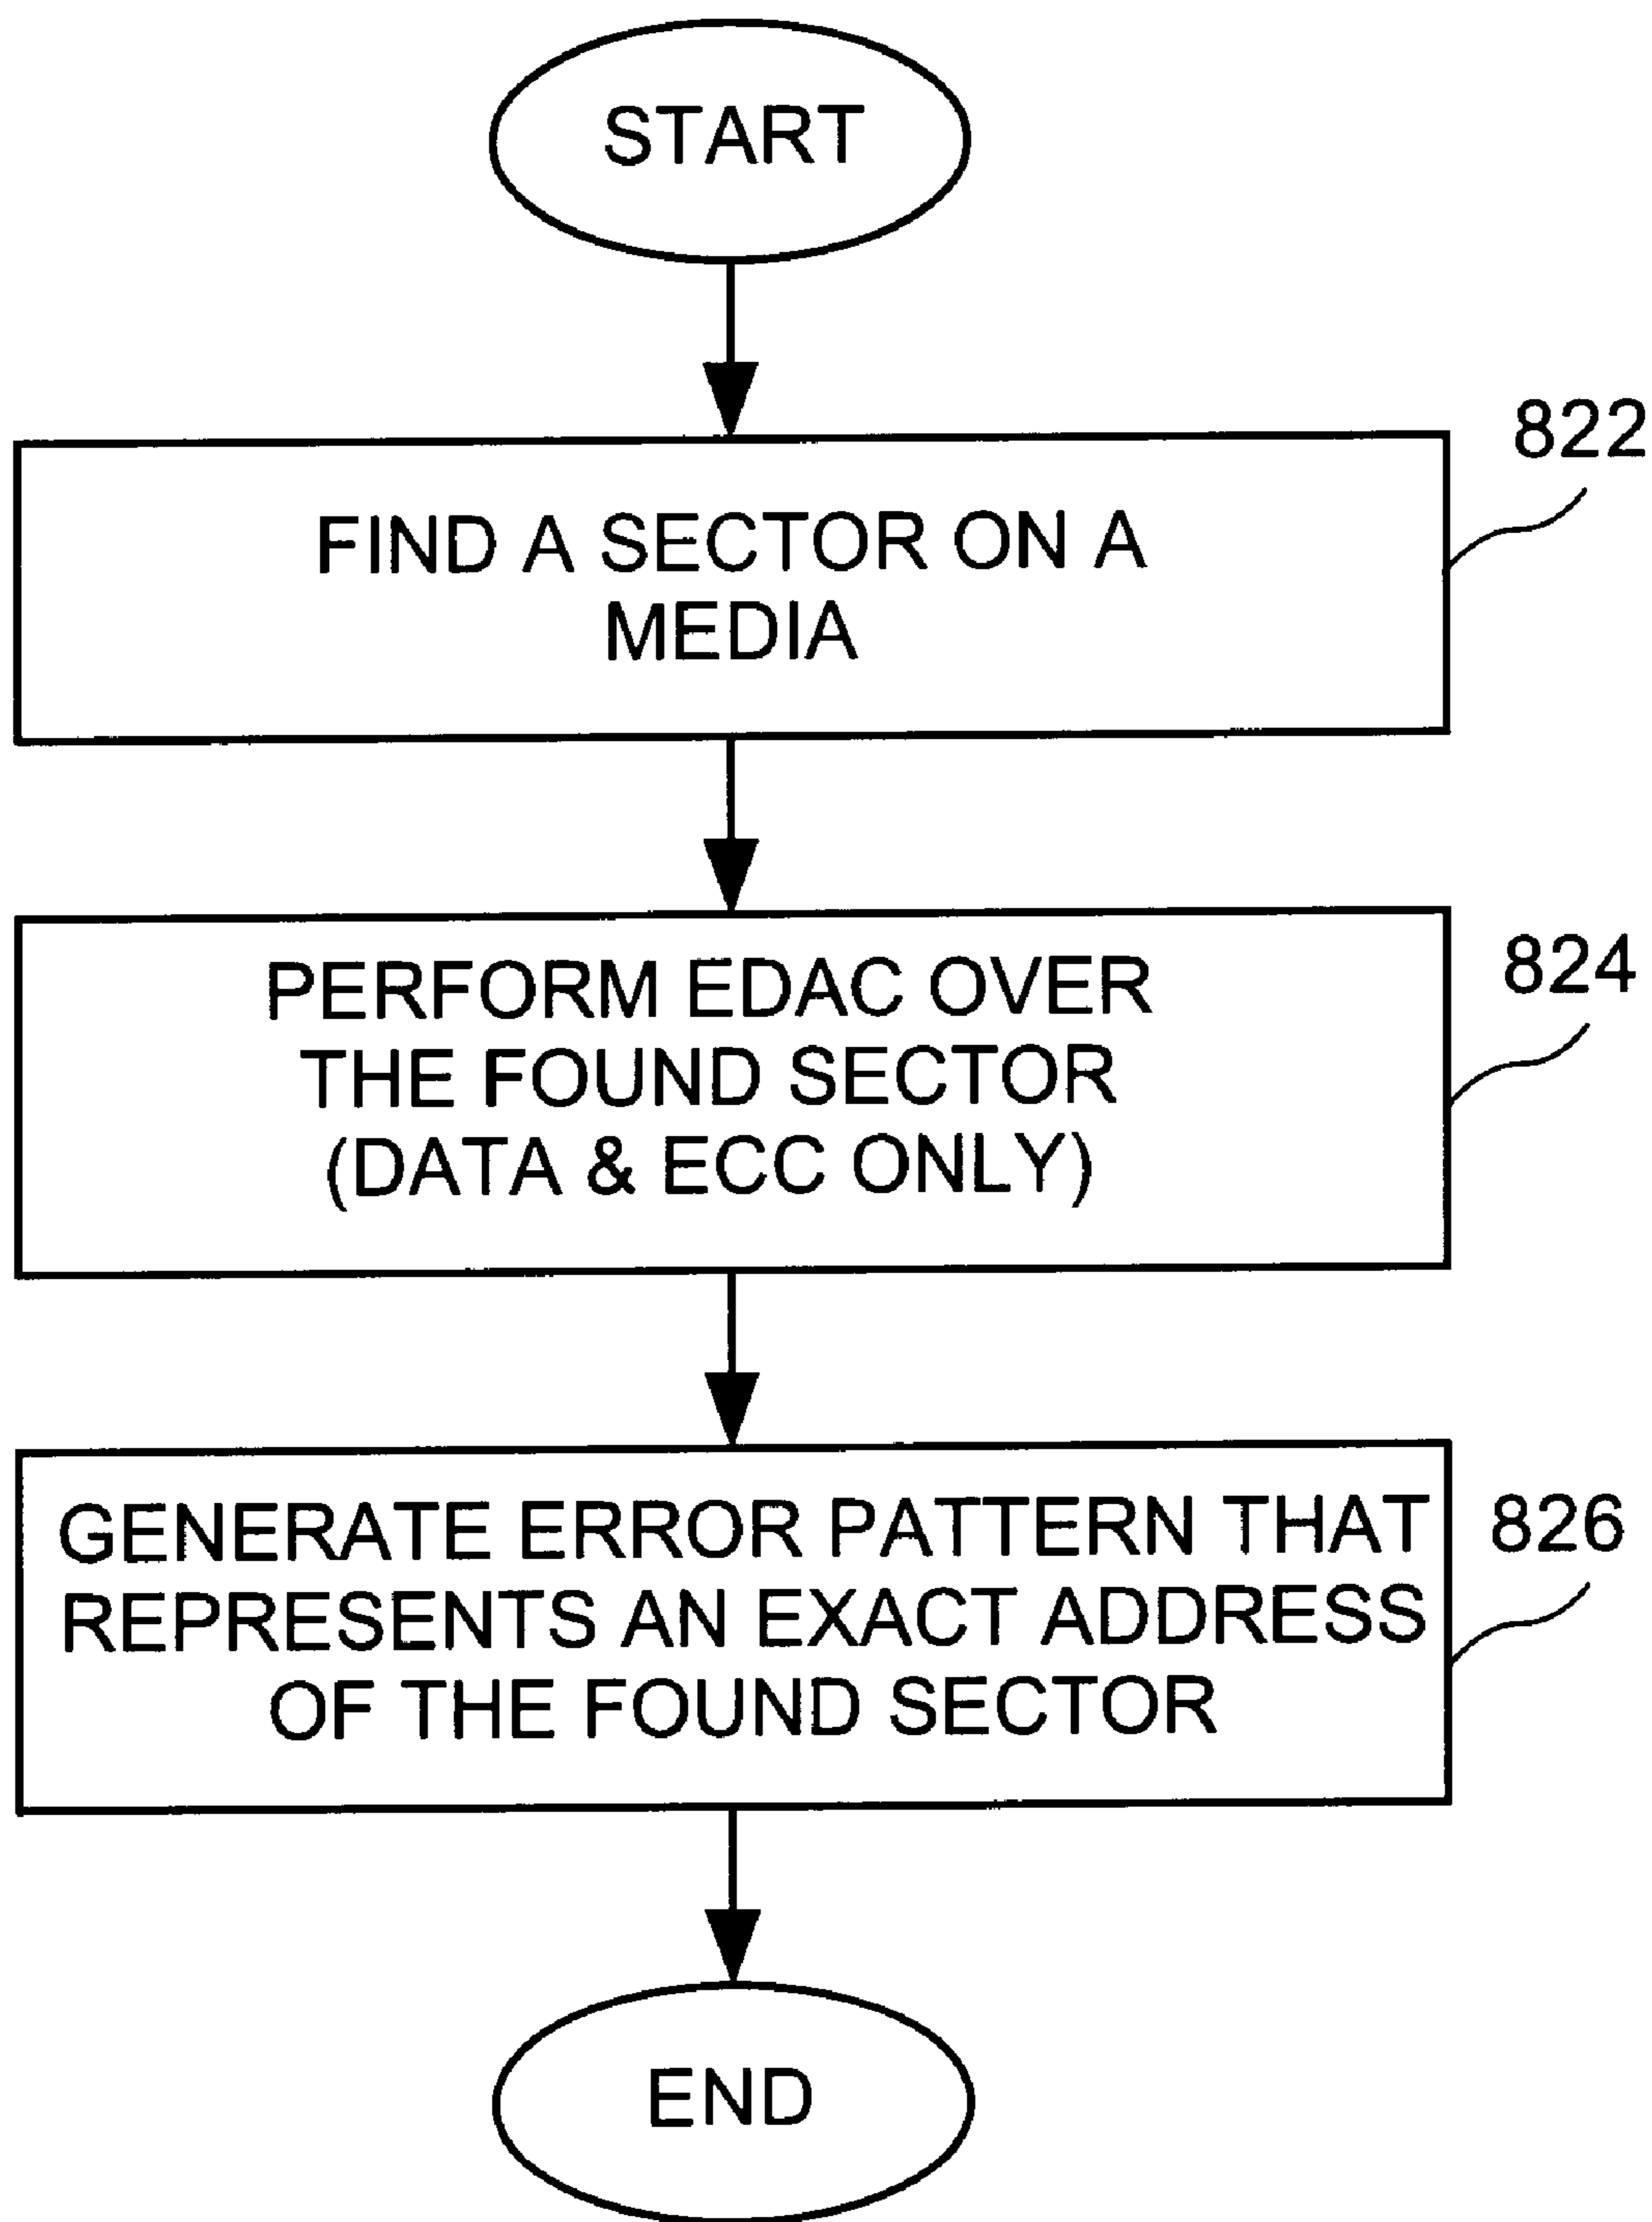 START
822
FIND A SECTOR ON A
MEDIA
824
PERFORM EDAC OVER
THE FOUND SECTOR
(DATA & ECC ONLY)
826
GENERATE ERROR PATTERN THAT
REPRESENTS AN EXACT ADDRESS
OF THE FOUND SECTOR
END